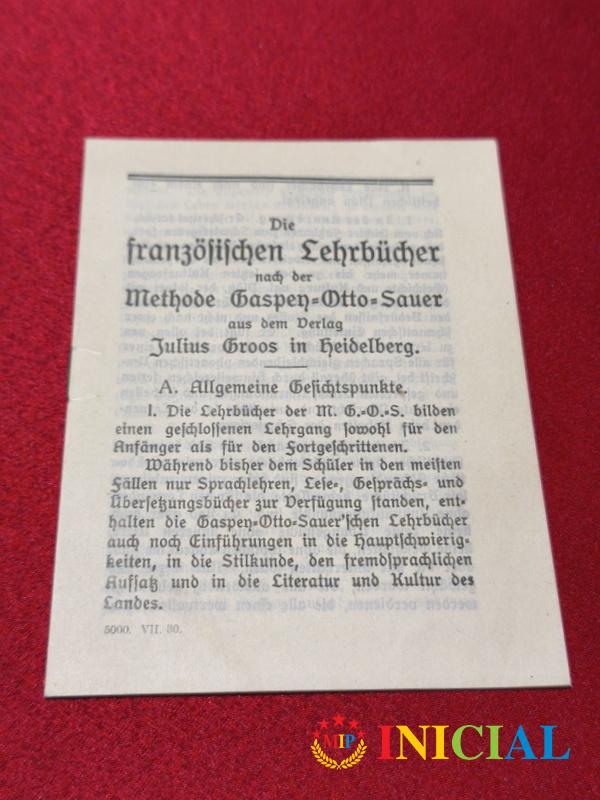 Die
französischen Lehrbücher
nach der
Methode Gaspey-Otto-Sauer
aus dem Verlag
Julius Groos in Heidelberg.
A. Allgemeine Gesichtspunkte.
I. Die Lehrbücher der M. G.-O.-S. bilden
einen geschlossenen Lehrgang sowohl für den
Anfänger als für den Fortgeschrittenen.
Während bisher dem Schüler in den meisten
Fällen nur Sprachlehren, Lese-, Gesprächs- und
Übersetzungsbücher zur Verfügung standen, ent-
halten die Gaspey-Otto-Sauer'schen Lehrbücher
auch noch Einführungen in die Hauptschwierig-
keiten, in die Stilkunde, den fremdsprachlichen
Aufsatz und in die Literatur und Kultur des
Landes.
5000. VII. 30.
MIP INICIAL